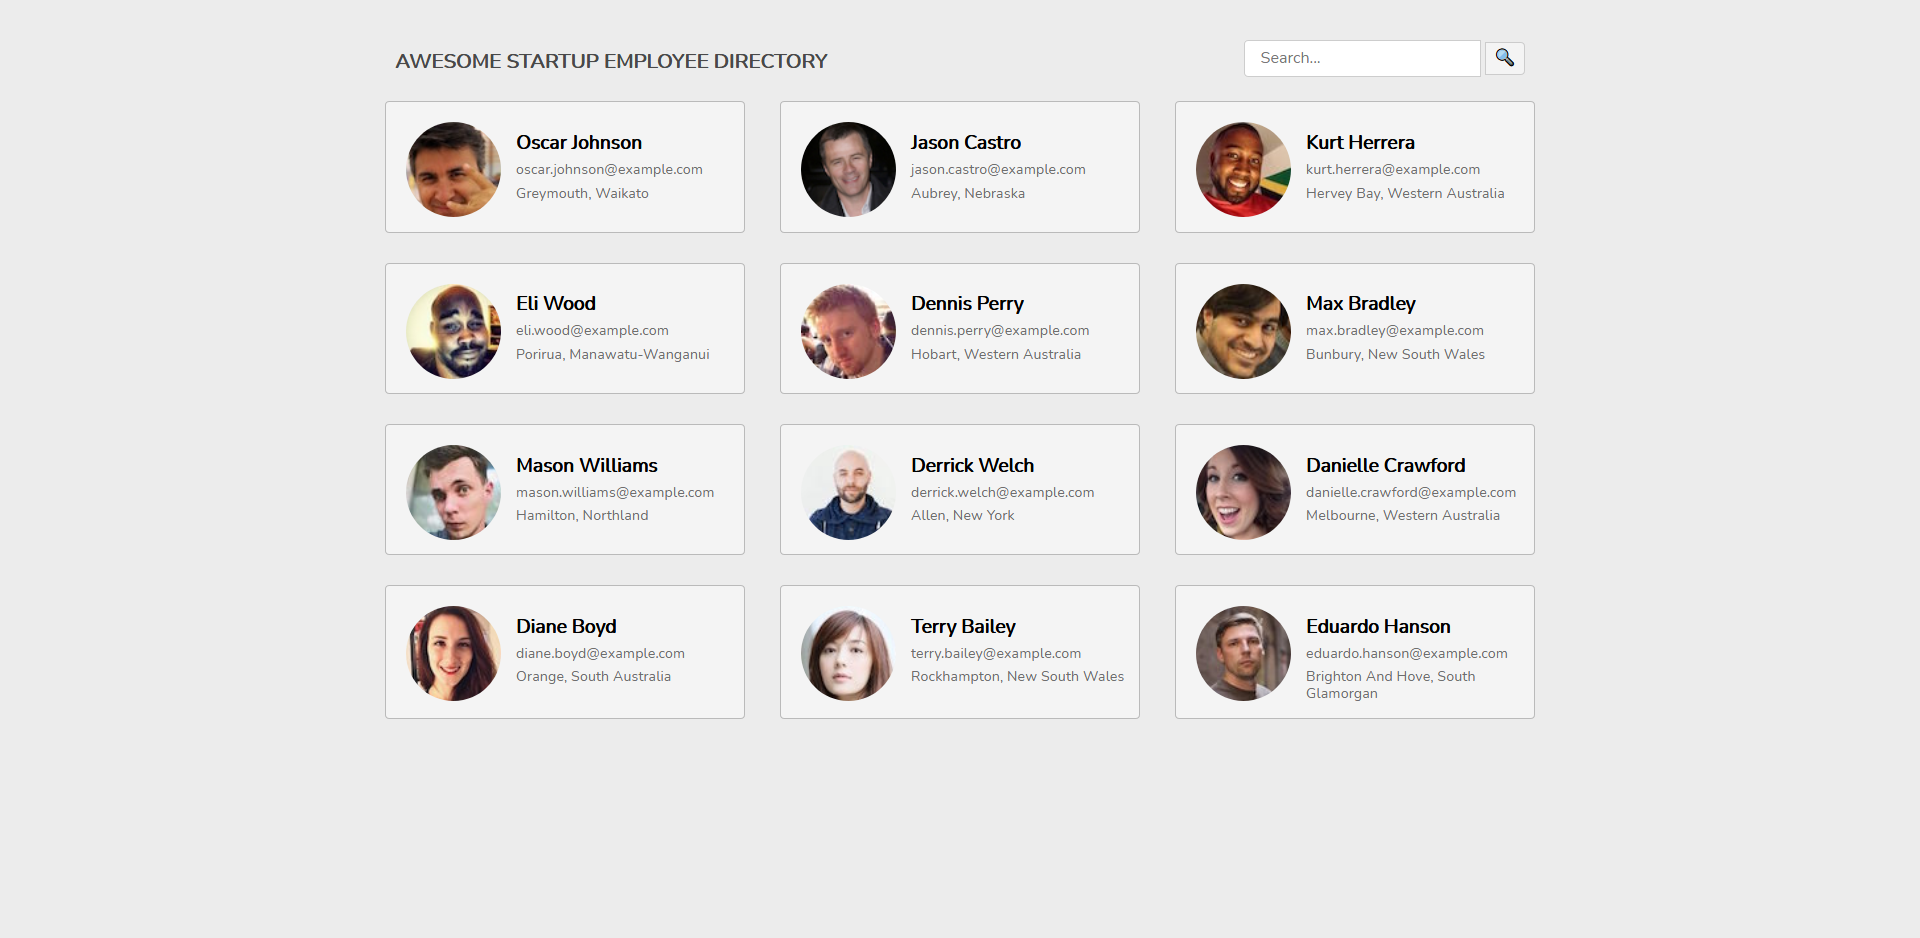 AWESOME STARTUP EMPLOYEE DIRECTORY
Search...
Oscar Johnson
oscar.johnson@example.com
Greymouth, Waikato
Jason Castro
jason.castro@example.com
Aubrey, Nebraska
Kurt Herrera
kurt.herrera@example.com
Hervey Bay, Western Australia
Eli Wood
eli.wood@example.com
Porirua, Manawatu-Wanganui
Dennis Perry
dennis.perry@example.com
Hobart, Western Australia
Max Bradley
max.bradley@example.com
Bunbury, New South Wales
Mason Williams
mason.williams@example.com
Hamilton, Northland
Derrick Welch
derrick.welch@example.com
Allen, New York
Danielle Crawford
danielle.crawford@example.com
Melbourne, Western Australia
Diane Boyd
diane.boyd@example.com
Orange, South Australia
Terry Bailey
terry.bailey@example.com
Rockhampton, New South Wales
Eduardo Hanson
eduardo.hanson@example.com
Brighton And Hove, South
Glamorgan